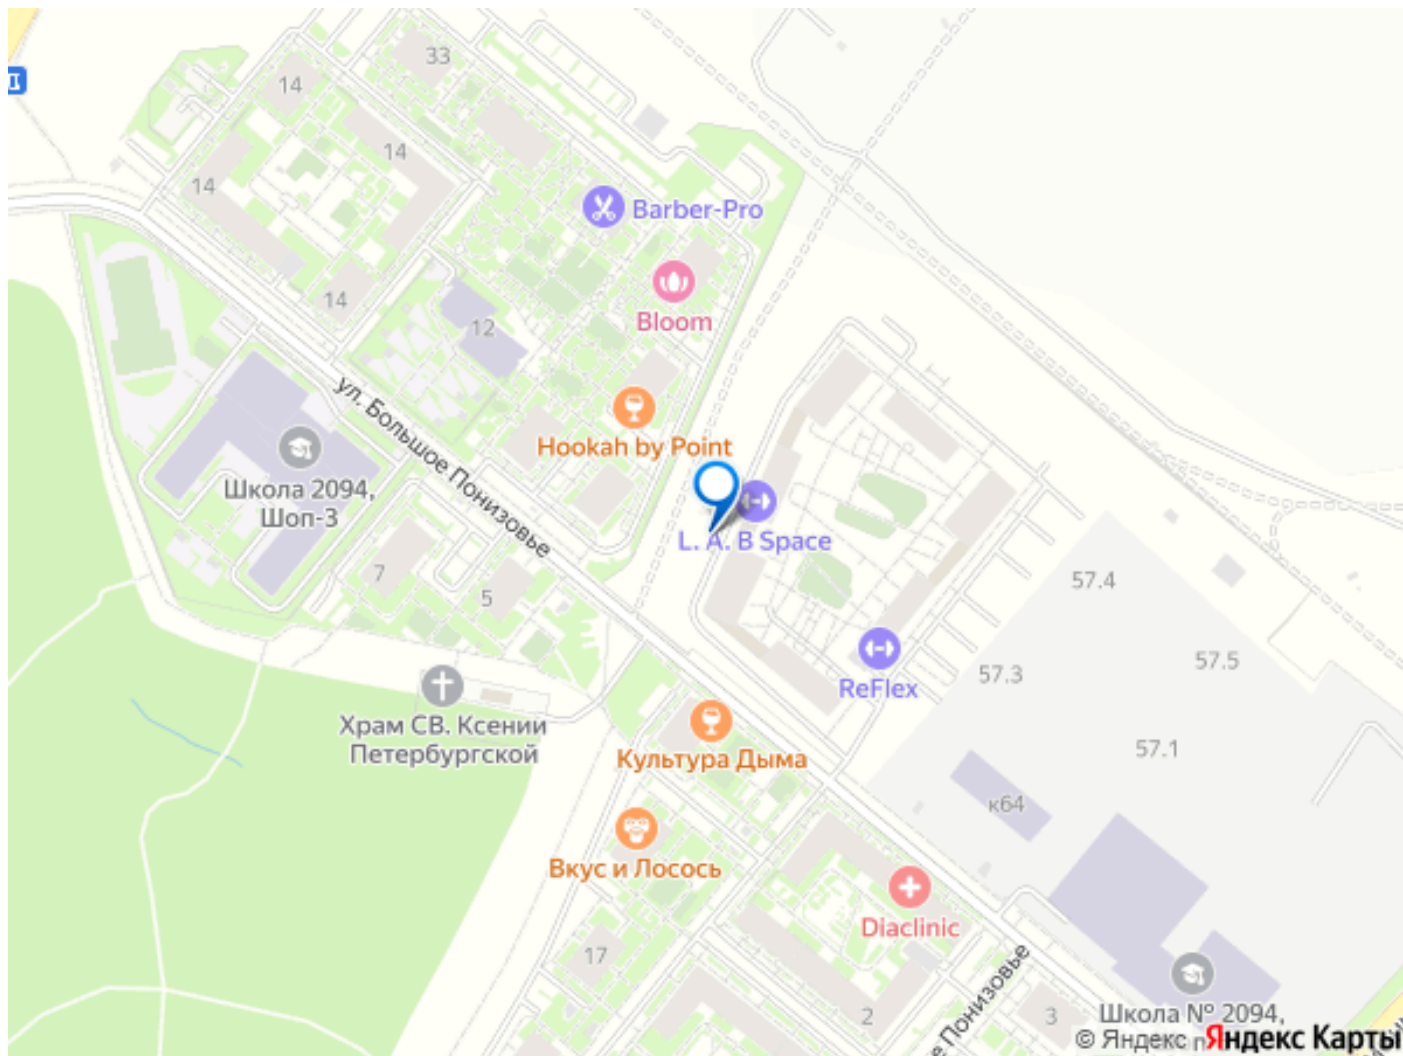 33
14
14
14
Barber-Pro
14
12
Bloom
ул. Большое Понизовье
Hookah by Point
Школа 2094,
Шоп-3
L. A. B Space
7
5
57.4
57.3
57.5
ReFlex
Храм СВ. Ксении
Петербургской
Культура Дыма
57.1
к64
Вкус и Лосось
Diaclinic
17
2
Понизовье
3
Школа № 2094,
© Яндекс
Яндекс Карты